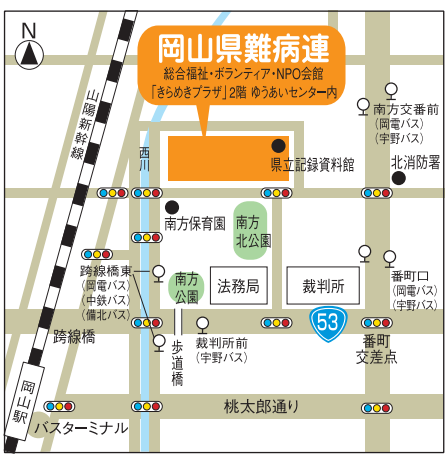 N
岡山県難病連
総合福祉・ボランティア・NPO会館
「きらめきプラザ」2階 ゆうあいセンター内
山陽新幹線
西川
県立記録資料館
南方交番前
(岡電バス)
(宇野バス)
北消防署
南方保育園
南方
北公園
跨線橋東
(岡電バス)
(中鉄バス)
(備北バス)
南方
公園
法務局
裁判所
番町口
(岡電バス)
(宇野バス)
53
跨線橋
歩道橋
裁判所前
(宇野バス)
番町
交差点
岡山駅
バスターミナル
桃太郎通り